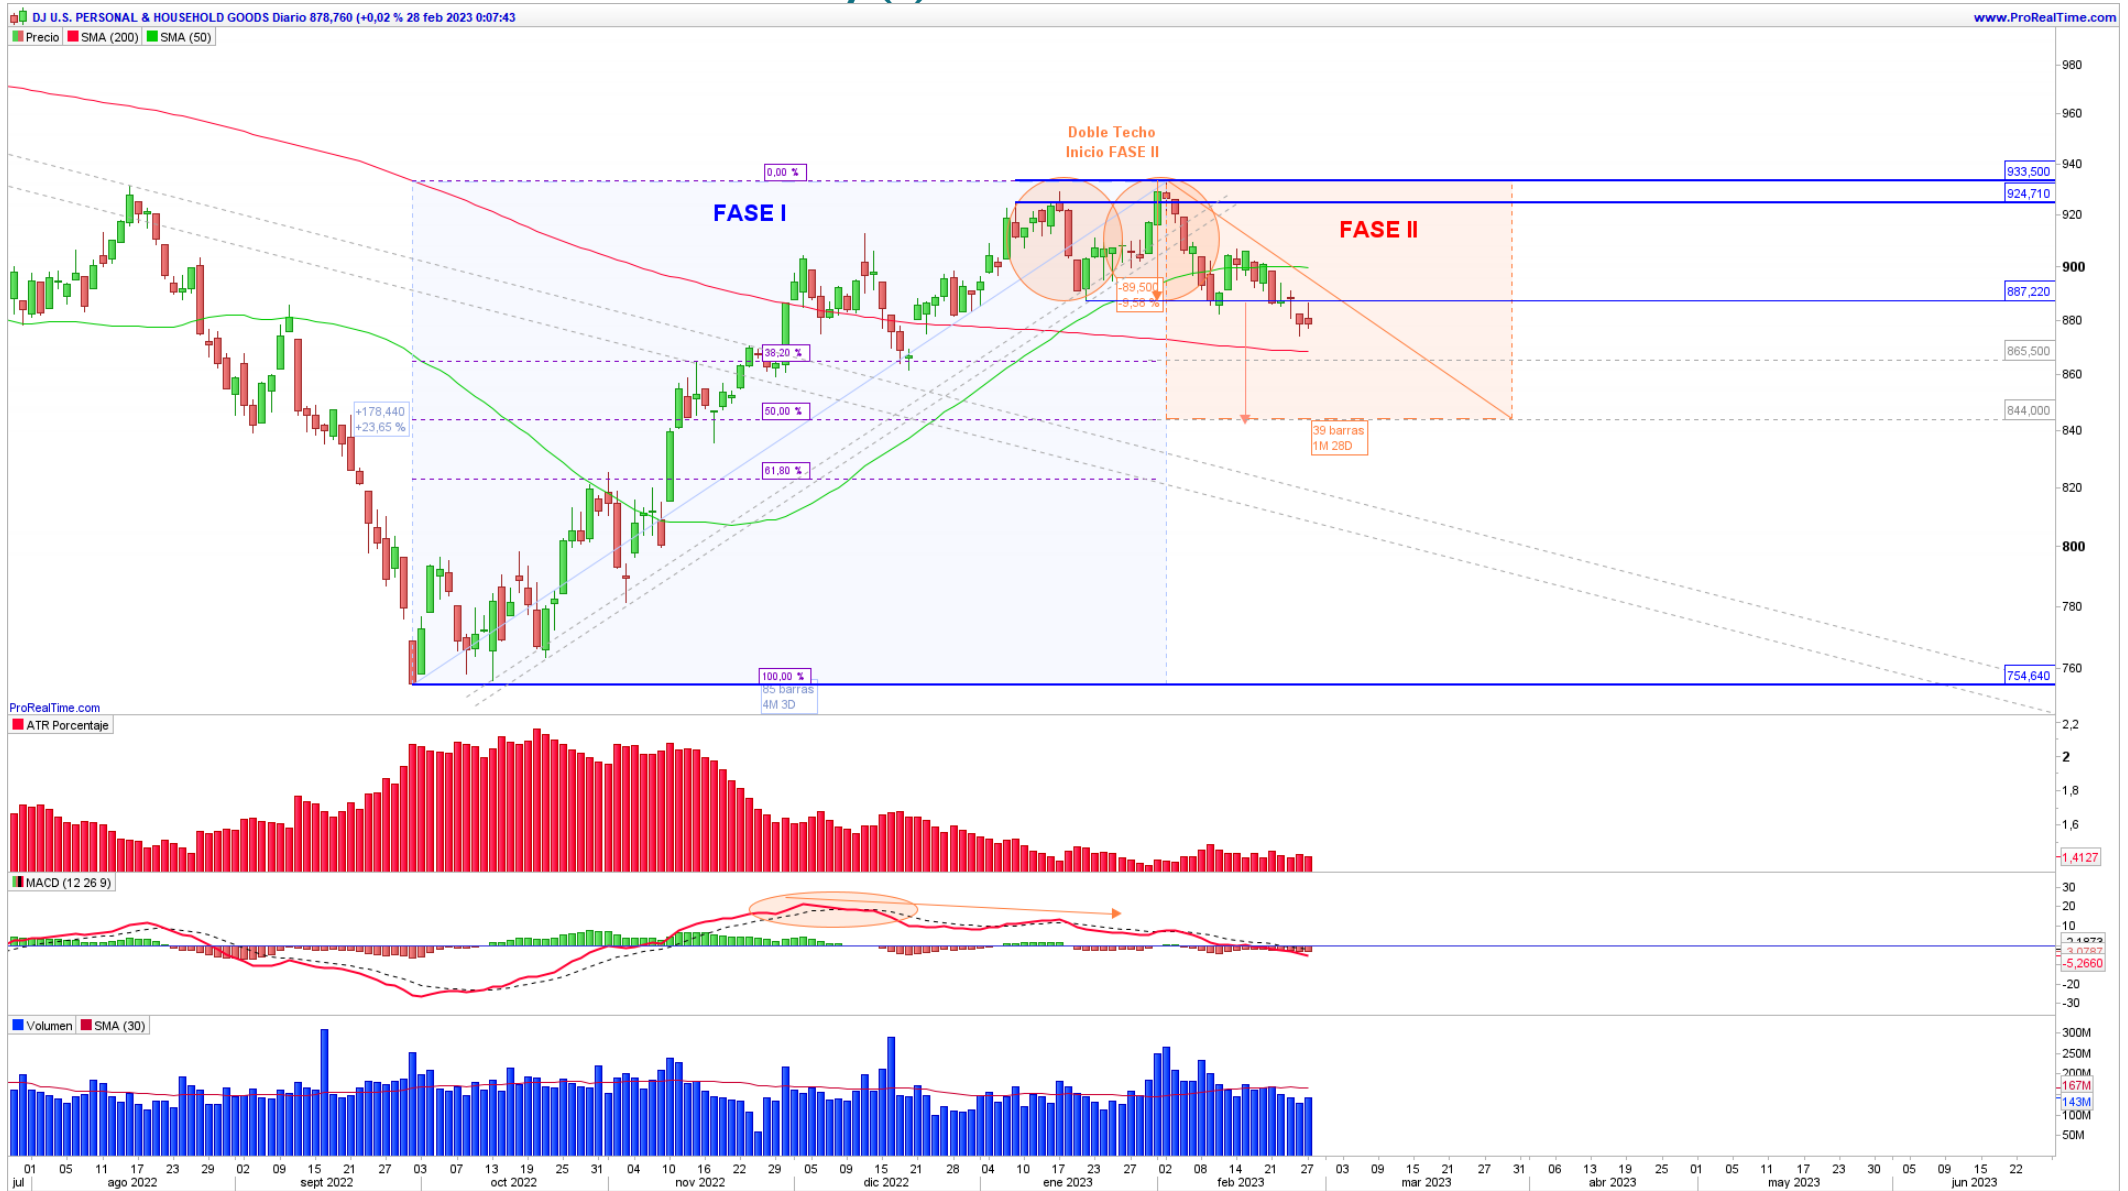 DJ U.S. PERSONAL & HOUSEHOLD GOODS Diario 878,760 (+0,02 % 28 feb 2023 0:07:43
www.ProRealTime.com
Precio SMA (200) SMA (50)
980
960
Doble Techo
Inicio FASE II
940
0,00 %
933,500
924,710
FASE I
920
FASE II
900
-89,500
887,220
880
38,20 %
865,500
860
+178,440
+23,65 %
50,00 %
844,000
39 barras
1M 28D
840
61,80 %
820
800
780
760
100,00 %
754,640
85 barras
4M 3D
ProRealTime.com
ATR Porcentaje
2,2
2
1,8
1,6
1,4127
MACD (12 26 9)
30
20
10
-5,2660
-20
-30
Volumen SMA (30)
300M
250M
200M
167M
143M
100M
50M
01 05 11 17 23 29 02 09 15 21 27 03 07 13 19 25 31 04 10 16 22 29 05 09 15 21 28 04 10 17 23 27 02 08 14 21 27 03 09 15 21 27 31 06 13 19 25 01 05 11 17 23 30 05 09 15 22
jul ago 2022 sept 2022 oct 2022 nov 2022 dic 2022 ene 2023 feb 2023 mar 2023 abr 2023 may 2023 jun 2023